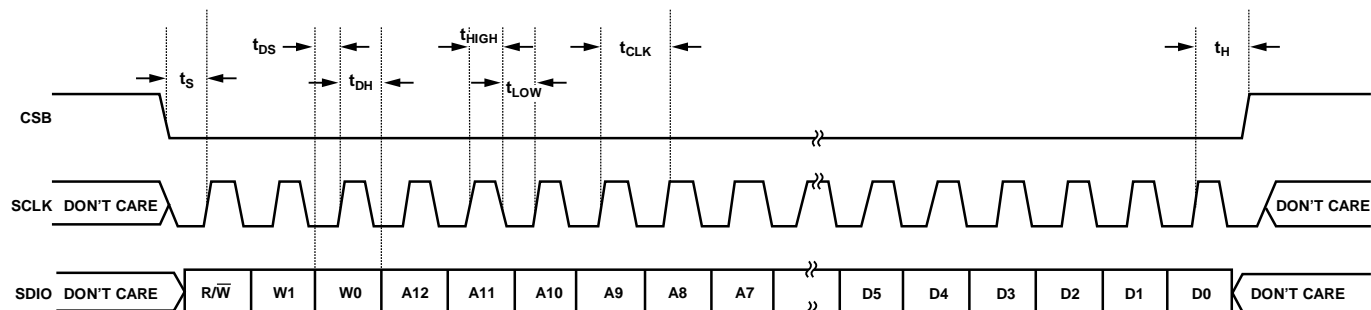 tDS
tHIGH
tCLK
tH
tS
tDH
tLOW
CSB
SCLK DON'T CARE DON'T CARE
SDIO DON'T CARE R/W̅ W1 W0 A12 A11 A10 A9 A8 A7 D5 D4 D3 D2 D1 D0 DON'T CARE